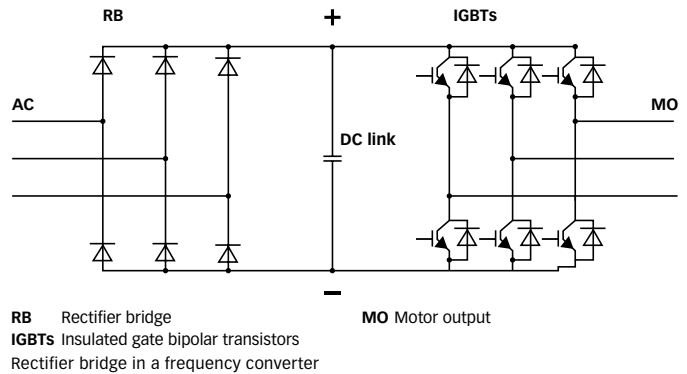 RB + IGBTs
AC MO
DC link
−
RB Rectifier bridge MO Motor output
IGBTs Insulated gate bipolar transistors
Rectifier bridge in a frequency converter